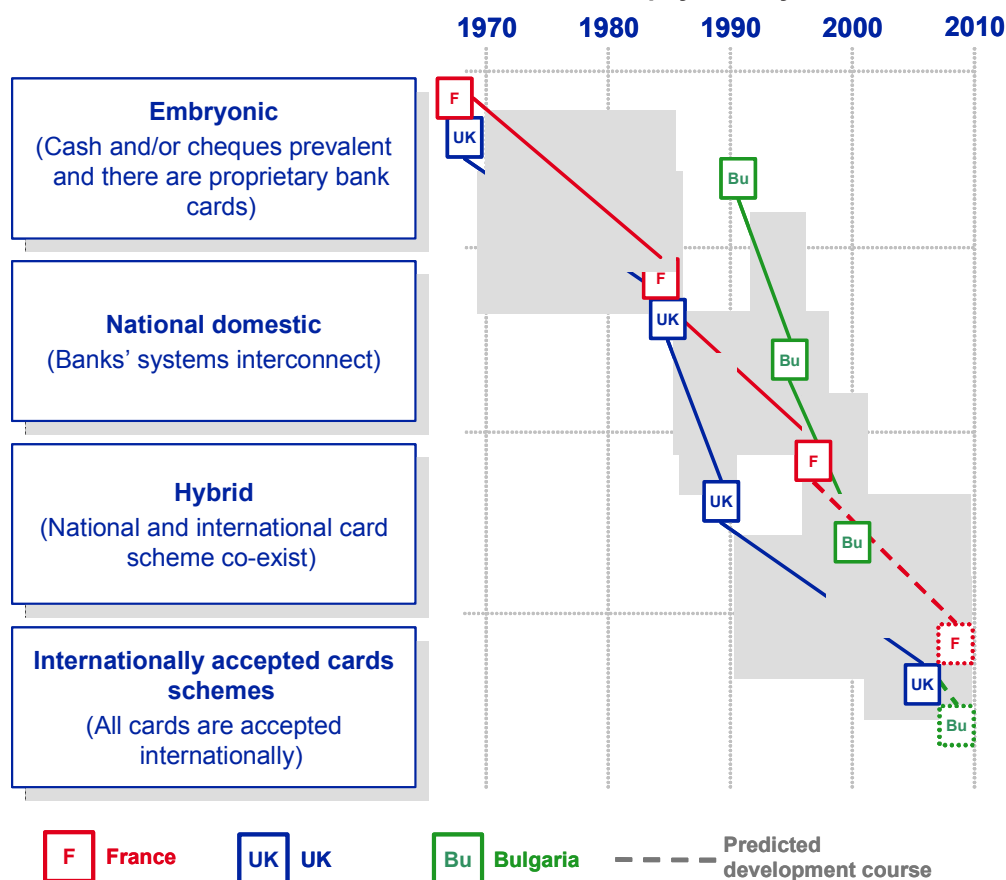 1970 1980 1990 2000 2010
Embryonic
(Cash and/or cheques prevalent
and there are proprietary bank
cards)
National domestic
(Banks’ systems interconnect)
Hybrid
(National and international card
scheme co-exist)
Internationally accepted cards
schemes
(All cards are accepted
internationally)
F
UK
Bu
F
UK
Bu
F
UK
Bu
F
UK
Bu
F France UK UK Bu Bulgaria Predicted
development course